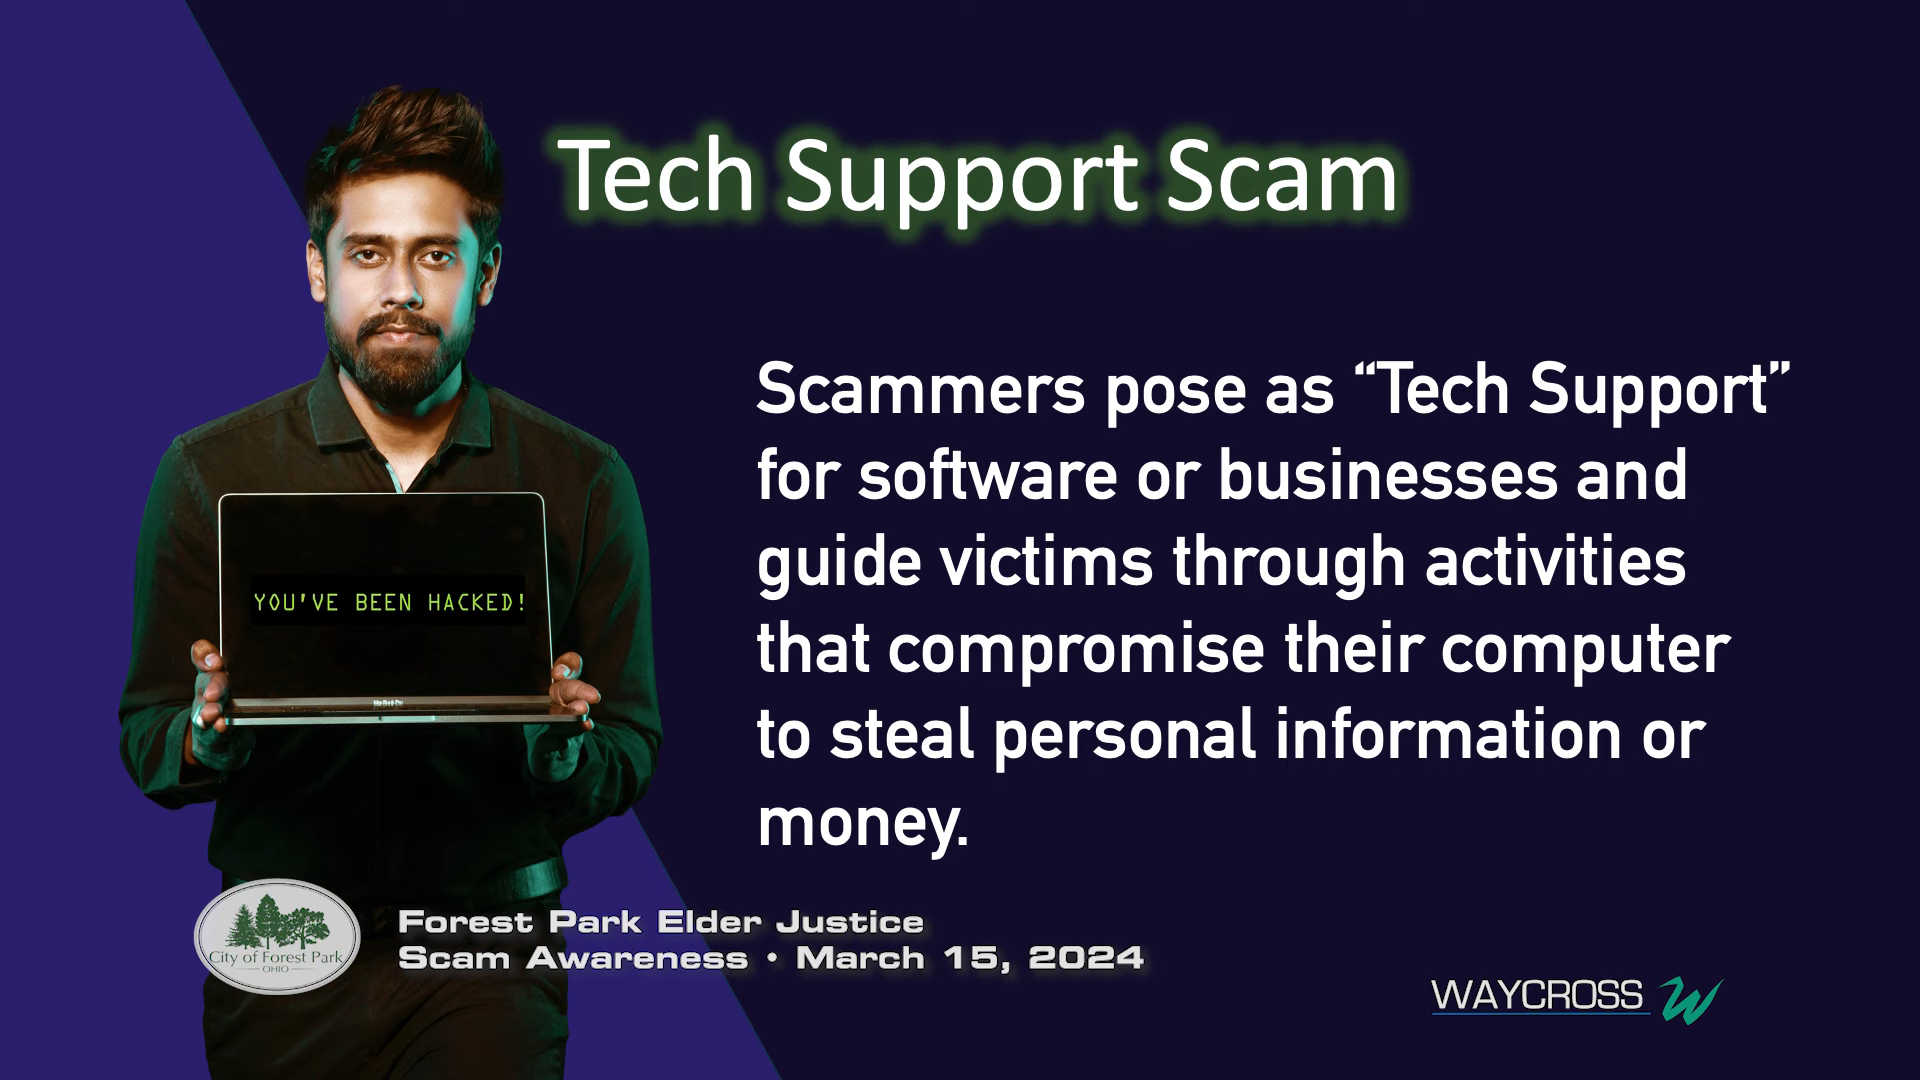 Tech Support Scam
Scammers pose as “Tech Support”
for software or businesses and
guide victims through activities
that compromise their computer
to steal personal information or
money.
YOU'VE BEEN HACKED!
MacBook Pro
City of Forest Park
OHIO
Forest Park Elder Justice
Scam Awareness • March 15, 2024
WAYCROSS W